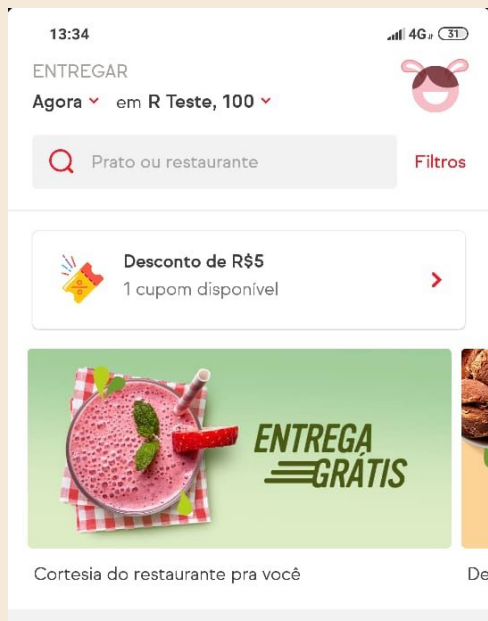 13:34
4G 31
ENTREGAR
Agora em R Teste, 100
Prato ou restaurante
Filtros
Desconto de R$5
1 cupom disponível
ENTREGA
GRÁTIS
Cortesia do restaurante pra você
De